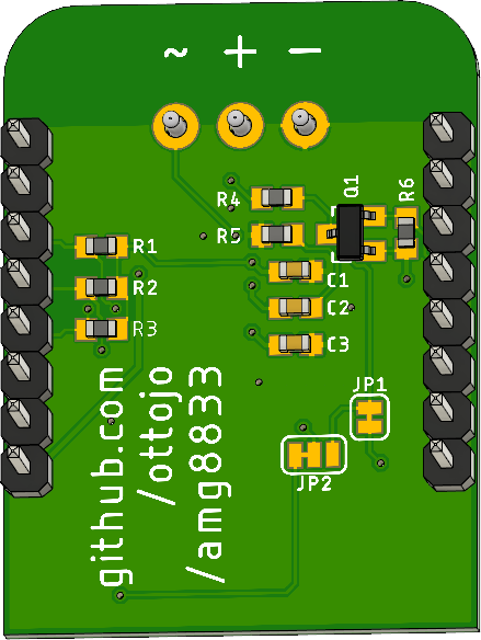 ~ + −
R4
Q1
R6
R5
R1
C1
R2
C2
R3
C3
JP1
JP2
github.com
/ottojo
/amg8833